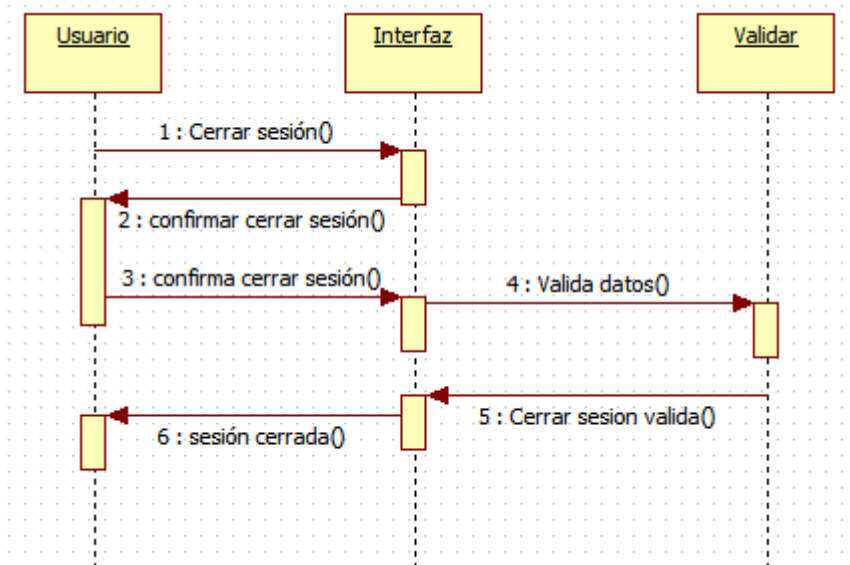 Usuario
Interfaz
Validar
1 : Cerrar sesión()
2 : confirmar cerrar sesión()
3 : confirma cerrar sesión()
4 : Valida datos()
5 : Cerrar sesion valida()
6 : sesión cerrada()